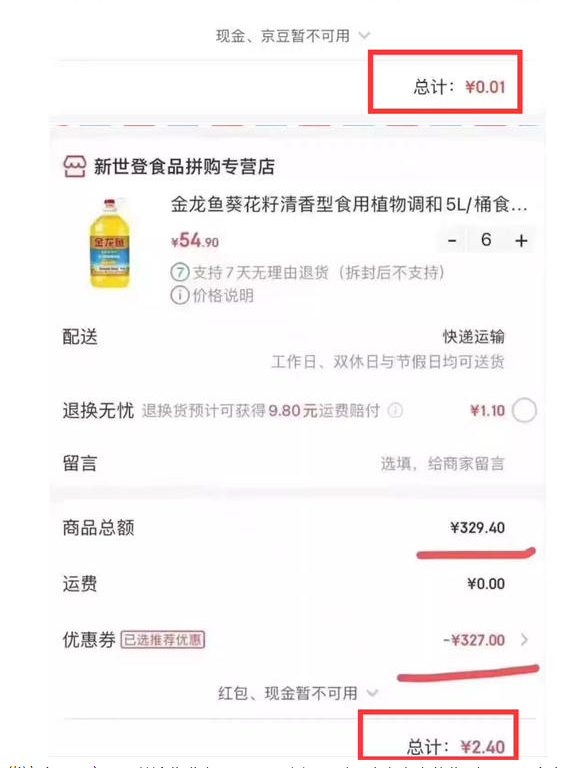 现金、京豆暂不可用
总计：¥0.01
新世登食品拼购专营店
金龙鱼葵花籽清香型食用植物调和5L/桶食...
金龙鱼
¥54.90
- 6 +
7 支持7天无理由退货（拆封后不支持）
价格说明
配送 快递运输
工作日、双休日与节假日均可送货
退换无忧 退换货预计可获得9.80元运费赔付 ¥1.10
留言 选填，给商家留言
商品总额 ¥329.40
运费 ¥0.00
优惠券 已选推荐优惠 -¥327.00
红包、现金暂不可用
总计：¥2.40